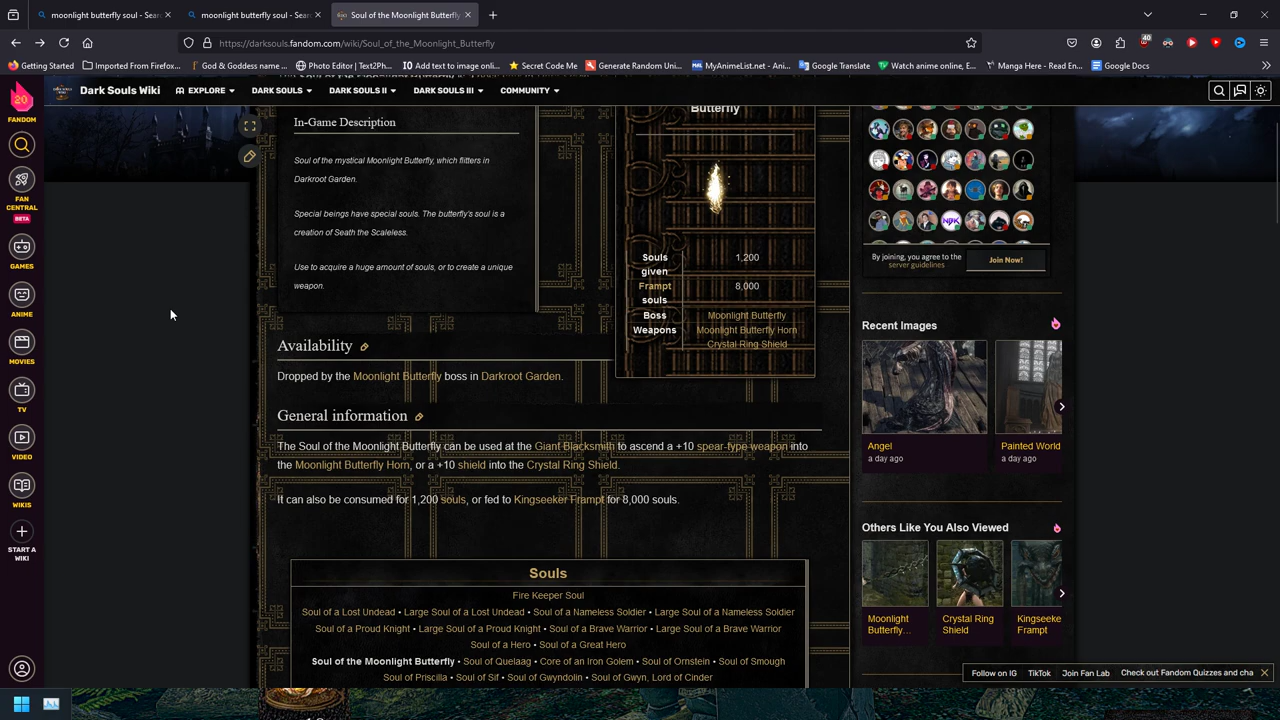 moonlight butterfly soul - Sear
moonlight butterfly soul - Sear
Soul of the Moonlight Butterfly
https://darksouls.fandom.com/wiki/Soul_of_the_Moonlight_Butterfly
40
Getting Started
Imported From Firefox...
God & Goddess name ...
Photo Editor | Text2Ph...
Add text to image onli...
Secret Code Me
Generate Random Uni...
MyAnimeList.net - Ani...
Google Translate
Watch anime online, E...
Manga Here - Read En...
Google Docs
20
FANDOM
Dark Souls Wiki
EXPLORE
DARK SOULS
DARK SOULS II
DARK SOULS III
COMMUNITY
FAN
CENTRAL
BETA
GAMES
ANIME
MOVIES
TV
VIDEO
WIKIS
START A
WIKI
In-Game Description
Soul of the mystical Moonlight Butterfly, which flitters in
Darkroot Garden.
Special beings have special souls. The butterfly's soul is a
creation of Seath the Scaleless.
Use to acquire a huge amount of souls, or to create a unique
weapon.
Butterfly
Souls given 1,200
Frampt souls 8,000
Boss Moonlight Butterfly
Weapons Moonlight Butterfly Horn
Crystal Ring Shield
Availability
Dropped by the Moonlight Butterfly boss in Darkroot Garden.
General information
The Soul of the Moonlight Butterfly can be used at the Giant Blacksmith to ascend a +10 spear-type weapon into
the Moonlight Butterfly Horn, or a +10 shield into the Crystal Ring Shield.
It can also be consumed for 1,200 souls, or fed to Kingseeker Frampt for 8,000 souls.
Souls
Fire Keeper Soul
Soul of a Lost Undead • Large Soul of a Lost Undead • Soul of a Nameless Soldier • Large Soul of a Nameless Soldier
Soul of a Proud Knight • Large Soul of a Proud Knight • Soul of a Brave Warrior • Large Soul of a Brave Warrior
Soul of a Hero • Soul of a Great Hero
Soul of the Moonlight Butterfly • Soul of Quelaag • Core of an Iron Golem • Soul of Ornstein • Soul of Smough
Soul of Priscilla • Soul of Sif • Soul of Gwyndolin • Soul of Gwyn, Lord of Cinder
By joining, you agree to the
server guidelines
Join Now!
Recent Images
Angel
a day ago
Painted World
a day ago
Others Like You Also Viewed
Moonlight
Butterfly...
Crystal Ring
Shield
Kingseeke
Frampt
Follow on IG
TikTok
Join Fan Lab
Check out Fandom Quizzes and cha